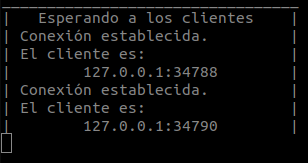 Esperando a los clientes
Conexión establecida.
El cliente es:
127.0.0.1:34788
Conexión establecida.
El cliente es:
127.0.0.1:34790